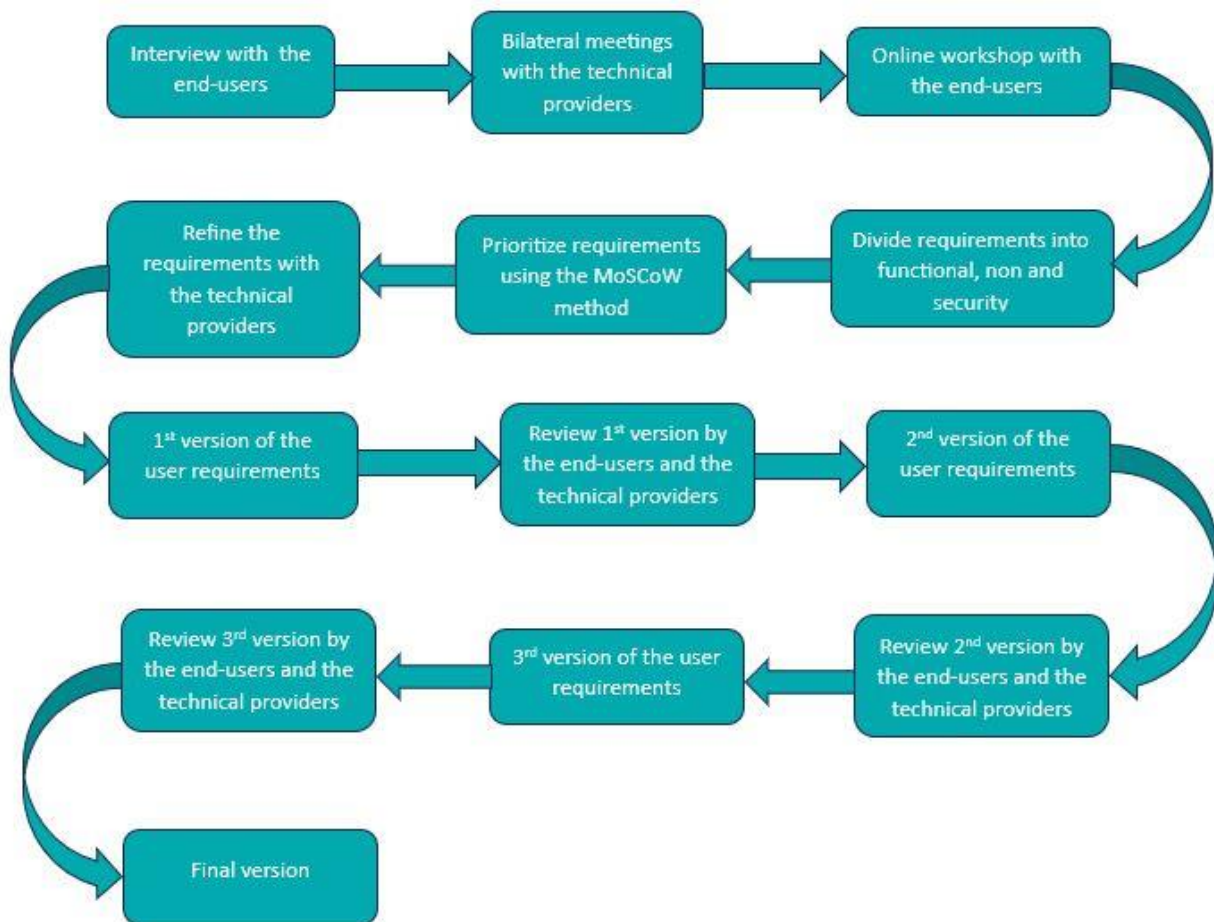 Interview with the
end-users
Bilateral meetings
with the technical
providers
Online workshop with
the end-users
Divide requirements into
functional, non and
security
Prioritize requirements
using the MoSCoW
method
Refine the
requirements with
the technical
providers
1st version of the
user requirements
Review 1st version by
the end-users and the
technical providers
2nd version of the
user requirements
Review 2nd version by
the end-users and the
technical providers
3rd version of the user
requirements
Review 3rd version by
the end-users and the
technical providers
Final version